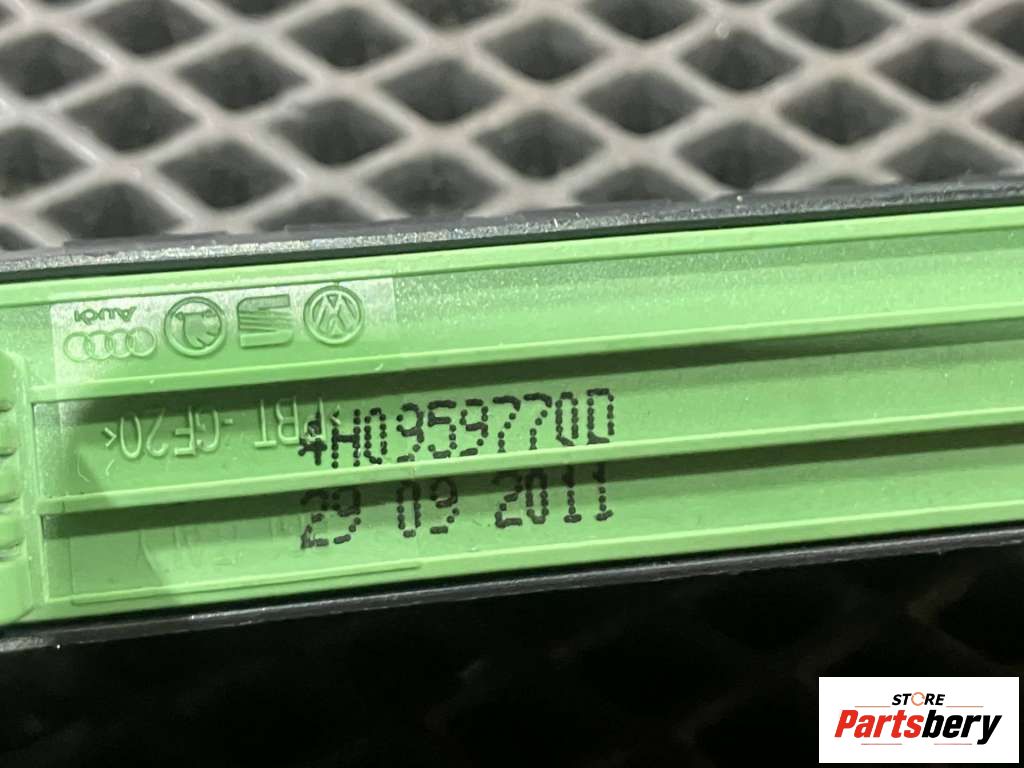 Audi
>PBT-GF20<
4H0959770D
29 09 2011
STORE
Partsbery